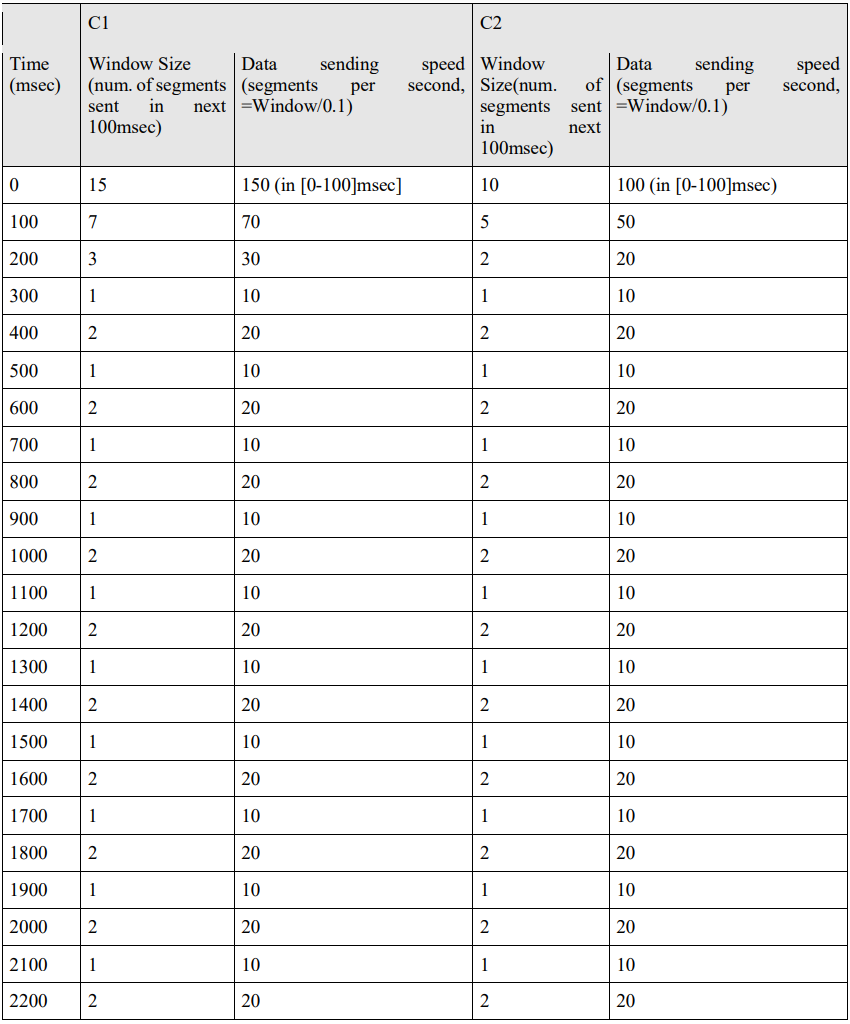 C1 C2
Time (msec) Window Size (num. of segments sent in next 100msec) Data sending speed (segments per second, =Window/0.1) Window Size(num. of segments sent in next 100msec) Data sending speed (segments per second, =Window/0.1)
0 15 150 (in [0-100]msec] 10 100 (in [0-100]msec)
100 7 70 5 50
200 3 30 2 20
300 1 10 1 10
400 2 20 2 20
500 1 10 1 10
600 2 20 2 20
700 1 10 1 10
800 2 20 2 20
900 1 10 1 10
1000 2 20 2 20
1100 1 10 1 10
1200 2 20 2 20
1300 1 10 1 10
1400 2 20 2 20
1500 1 10 1 10
1600 2 20 2 20
1700 1 10 1 10
1800 2 20 2 20
1900 1 10 1 10
2000 2 20 2 20
2100 1 10 1 10
2200 2 20 2 20